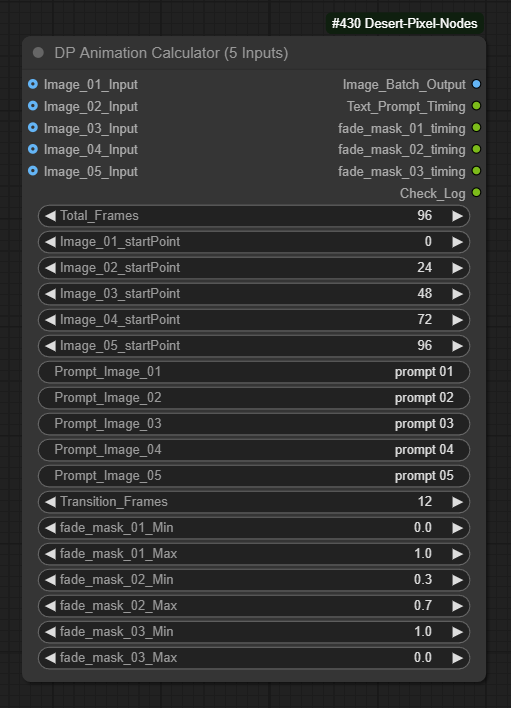 #430 Desert-Pixel-Nodes
DP Animation Calculator (5 Inputs)
Image_01_Input Image_Batch_Output
Image_02_Input Text_Prompt_Timing
Image_03_Input fade_mask_01_timing
Image_04_Input fade_mask_02_timing
Image_05_Input fade_mask_03_timing
Check_Log
Total_Frames 96
Image_01_startPoint 0
Image_02_startPoint 24
Image_03_startPoint 48
Image_04_startPoint 72
Image_05_startPoint 96
Prompt_Image_01 prompt 01
Prompt_Image_02 prompt 02
Prompt_Image_03 prompt 03
Prompt_Image_04 prompt 04
Prompt_Image_05 prompt 05
Transition_Frames 12
fade_mask_01_Min 0.0
fade_mask_01_Max 1.0
fade_mask_02_Min 0.3
fade_mask_02_Max 0.7
fade_mask_03_Min 1.0
fade_mask_03_Max 0.0